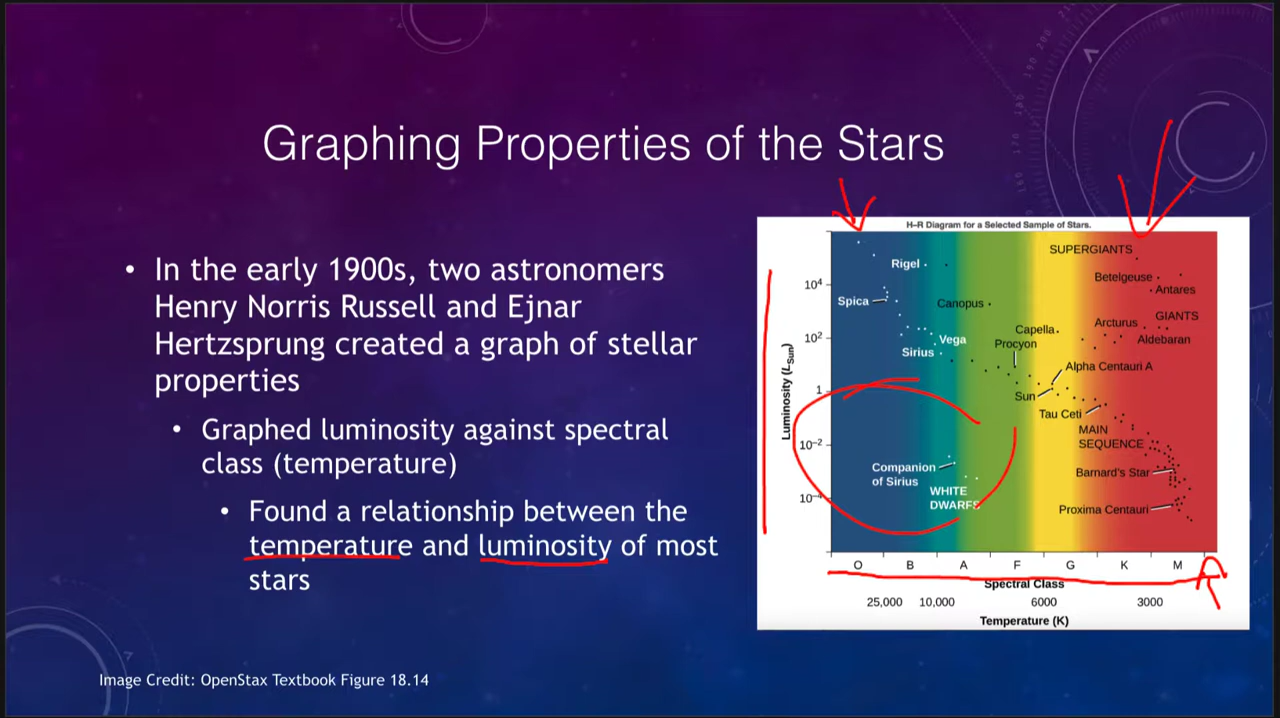 Graphing Properties of the Stars
• In the early 1900s, two astronomers
Henry Norris Russell and Ejnar
Hertzsprung created a graph of stellar
properties
• Graphed luminosity against spectral
class (temperature)
• Found a relationship between the
temperature and luminosity of most
stars
Image Credit: OpenStax Textbook Figure 18.14
H–R Diagram for a Selected Sample of Stars.
Luminosity (LSun)
10⁴
10²
1
10⁻²
10⁻⁴
SUPERGIANTS
Rigel
Betelgeuse
Antares
Spica
Canopus
GIANTS
Arcturus
Capella
Aldebaran
Vega
Procyon
Sirius
Alpha Centauri A
Sun
Tau Ceti
MAIN
SEQUENCE
Companion
of Sirius
Barnard's Star
WHITE
DWARFS
Proxima Centauri
O B A F G K M
Spectral Class
25,000 10,000 6000 3000
Temperature (K)